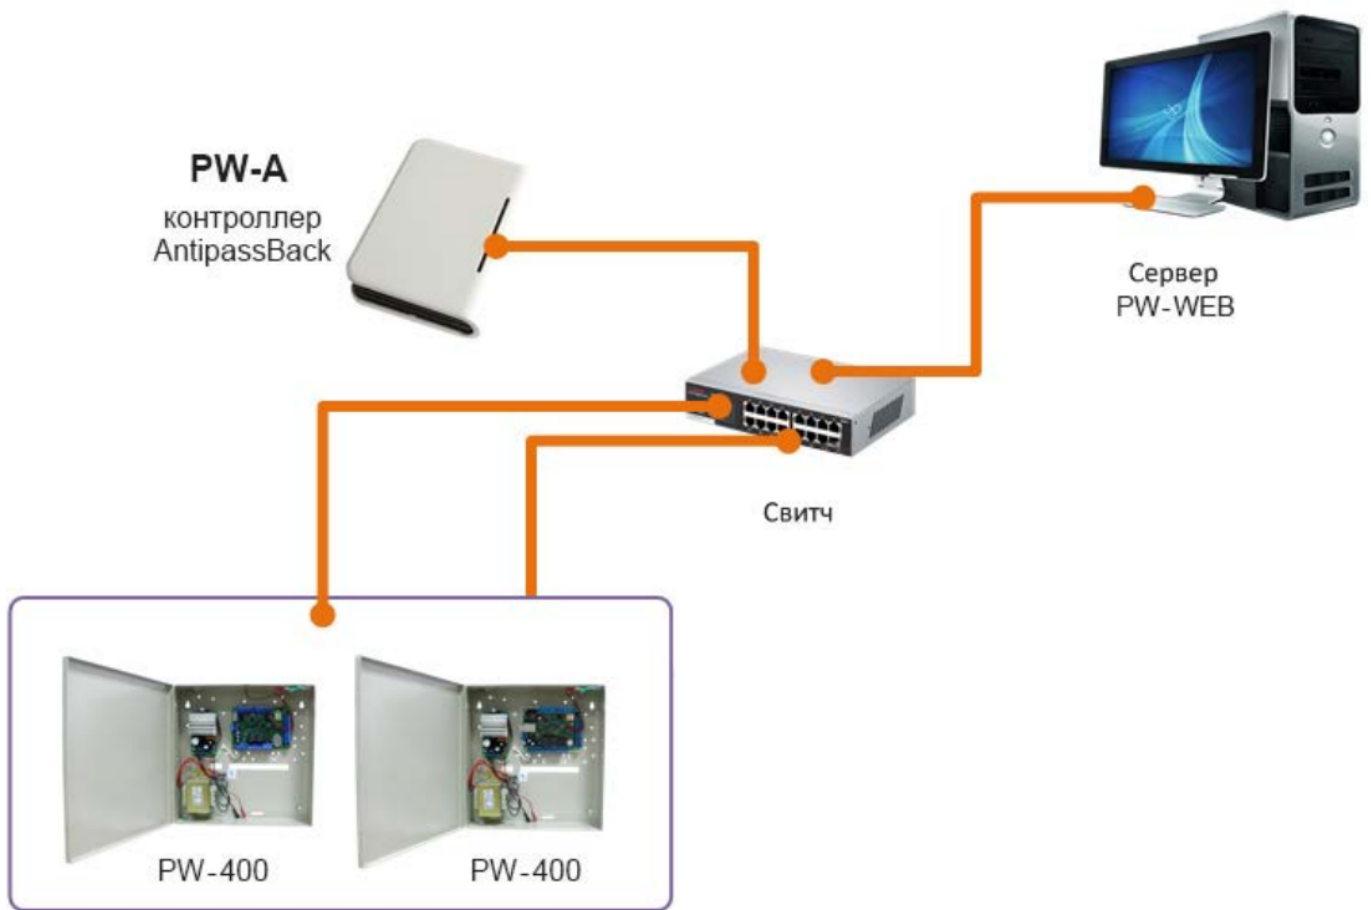 PW-A
контроллер
AntipassBack
Сервер
PW-WEB
Свитч
PW-400
PW-400